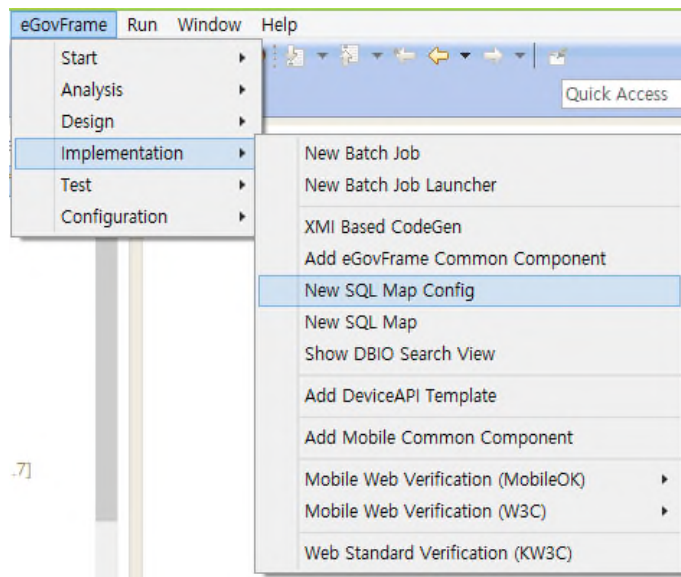 eGovFrame Run Window Help
Start
Analysis
Quick Access
Design
Implementation
New Batch Job
Test
New Batch Job Launcher
Configuration
XMI Based CodeGen
Add eGovFrame Common Component
New SQL Map Config
New SQL Map
Show DBIO Search View
Add DeviceAPI Template
Add Mobile Common Component
.7]
Mobile Web Verification (MobileOK)
Mobile Web Verification (W3C)
Web Standard Verification (KW3C)